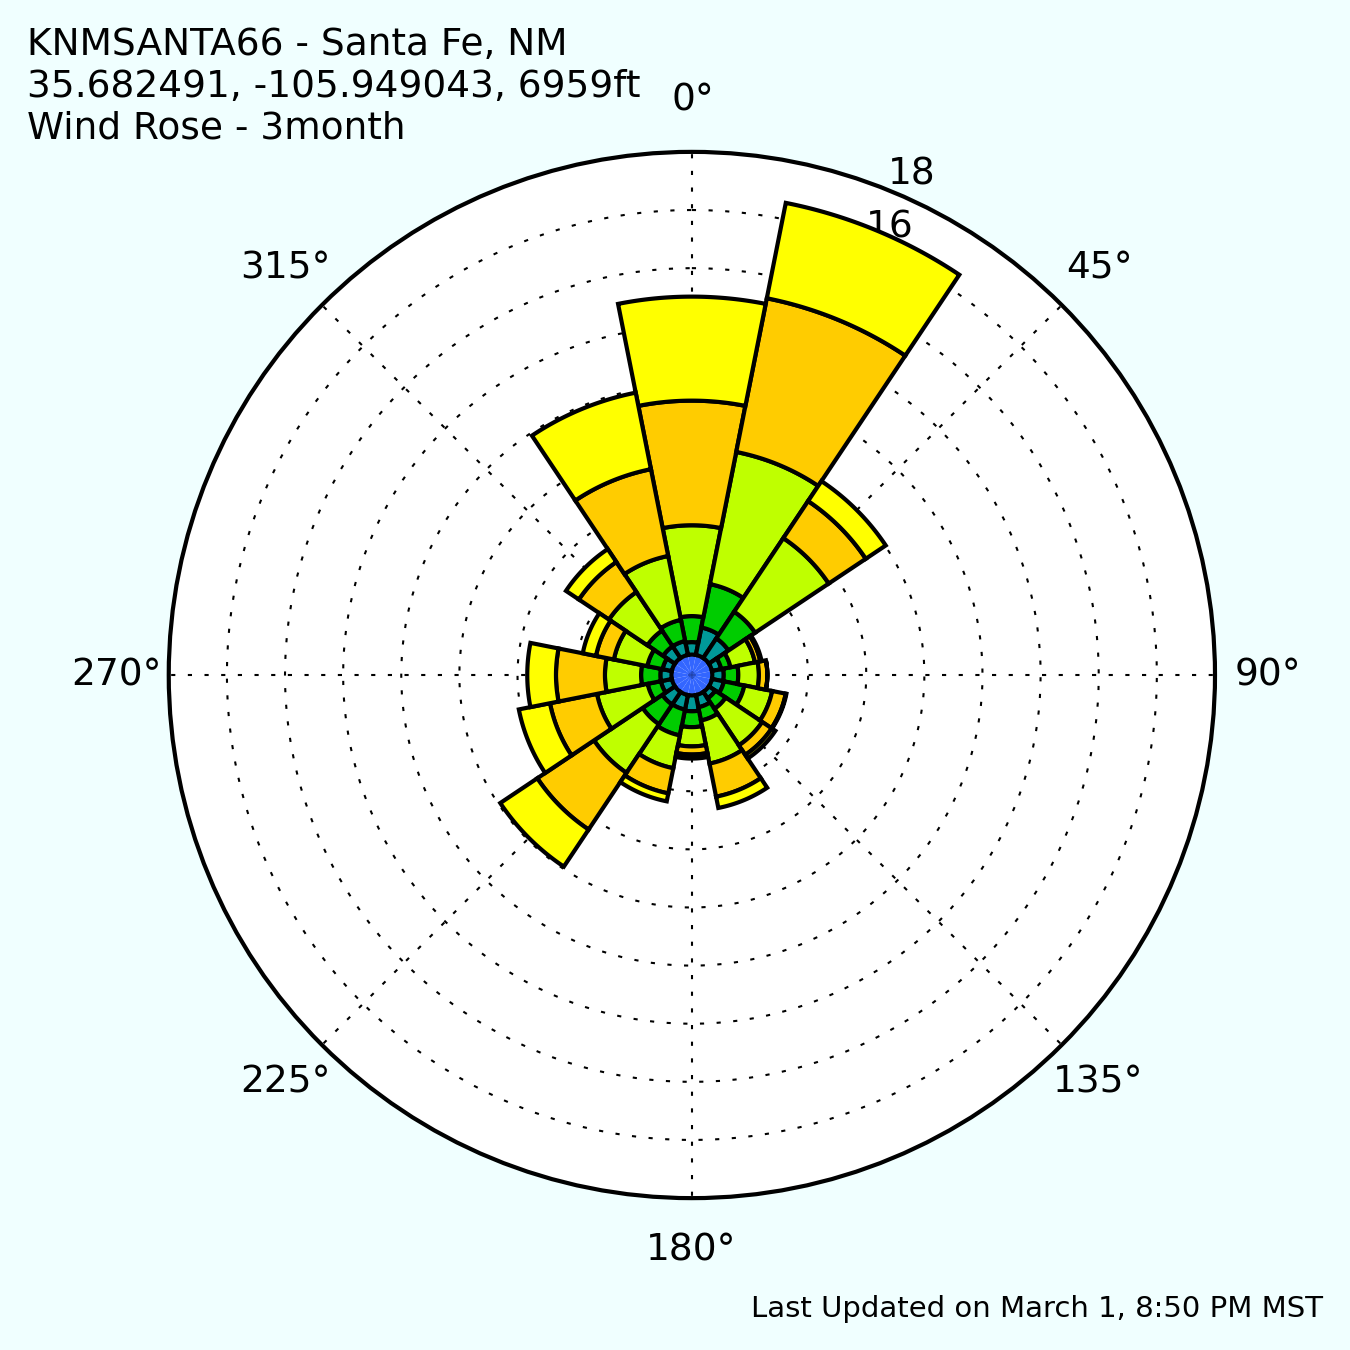 KNMSANTA66 - Santa Fe, NM
35.682491, -105.949043, 6959ft
Wind Rose - 3month
0°
18
16
315°
45°
270°
90°
225°
135°
180°
Last Updated on March 1, 8:50 PM MST